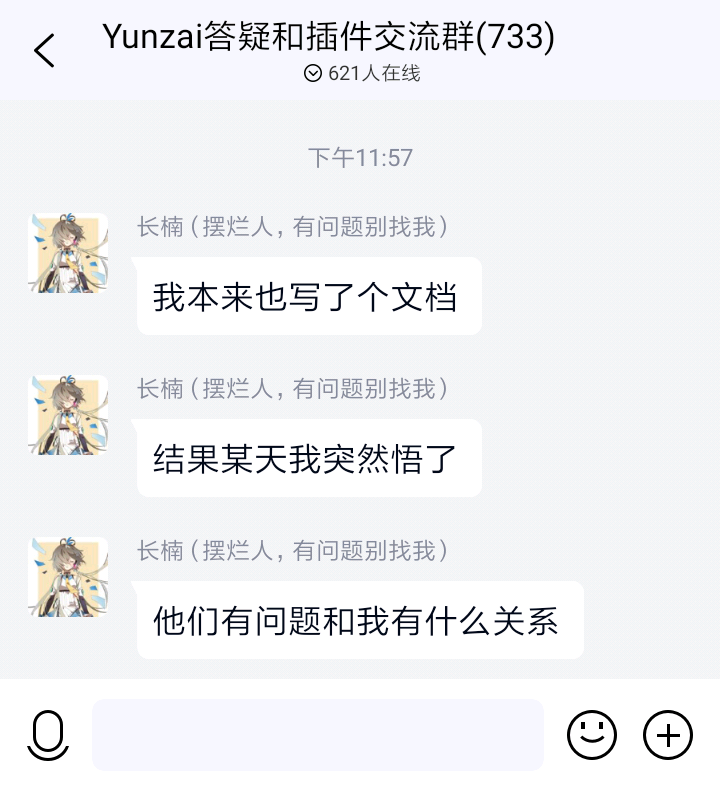 Yunzai答疑和插件交流群(733)
621人在线
下午11:57
长楠(摆烂人,有问题别找我)
我本来也写了个文档
长楠(摆烂人,有问题别找我)
结果某天我突然悟了
长楠(摆烂人,有问题别找我)
他们有问题和我有什么关系